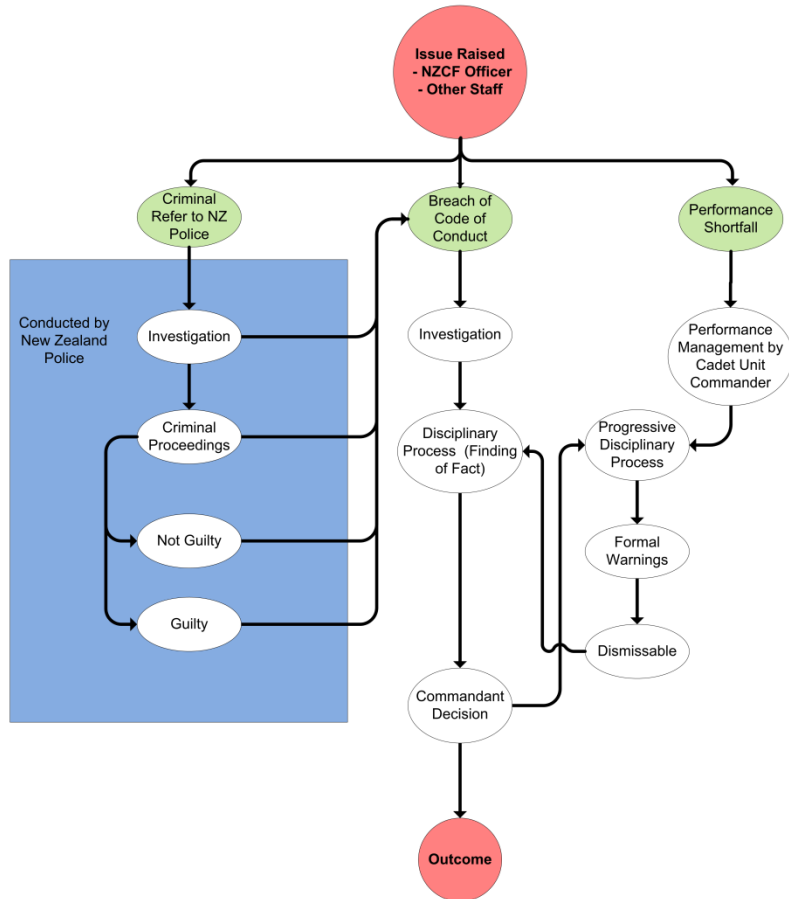 Issue Raised
- NZCF Officer
- Other Staff
Criminal
Refer to NZ
Police
Breach of
Code of
Conduct
Performance
Shortfall
Conducted by
New Zealand
Police
Investigation
Investigation
Performance
Management by
Cadet Unit
Commander
Criminal
Proceedings
Disciplinary
Process  (Finding
of Fact)
Progressive
Disciplinary
Process
Not Guilty
Formal
Warnings
Guilty
Dismissable
Commandant
Decision
Outcome